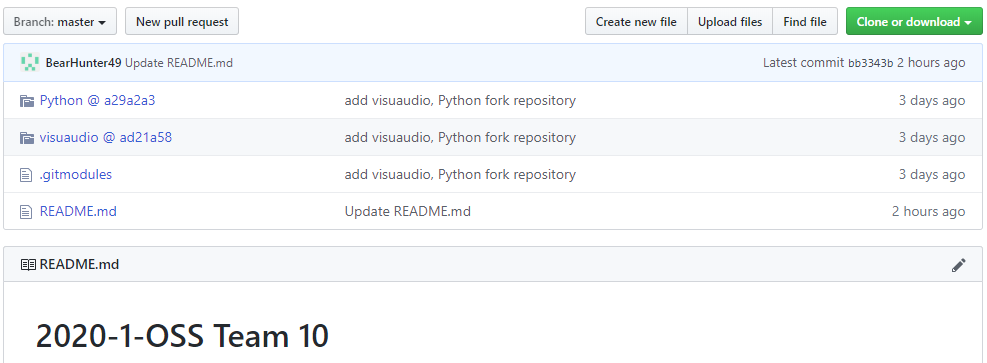 Branch: master New pull request Create new file Upload files Find file Clone or download
BearHunter49 Update README.md Latest commit bb3343b 2 hours ago
Python @ a29a2a3 add visuaudio, Python fork repository 3 days ago
visuaudio @ ad21a58 add visuaudio, Python fork repository 3 days ago
.gitmodules add visuaudio, Python fork repository 3 days ago
README.md Update README.md 2 hours ago
README.md
2020-1-OSS Team 10